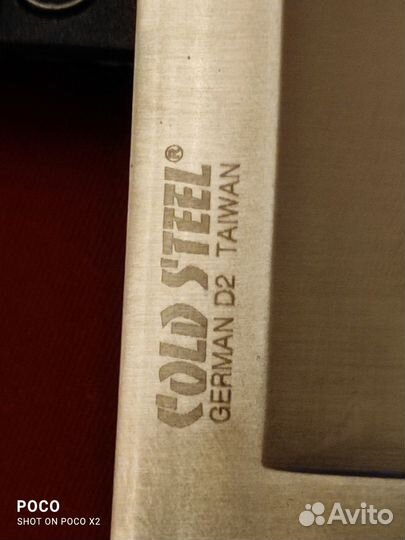 COLD STEEL®
GERMAN D2 TAIWAN
POCO
SHOT ON POCO X2
Avito